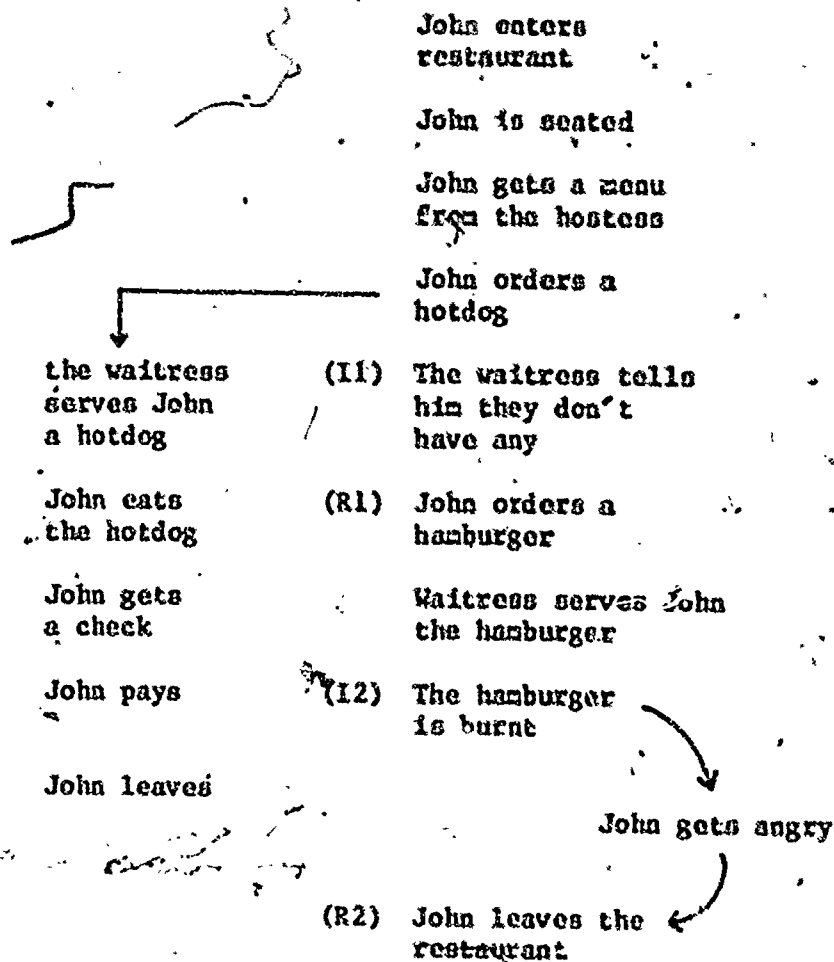 John enters
restaurant
John is seated
John gets a menu
from the hostess
John orders a
hotdog
the waitress
serves John
a hotdog
John eats
the hotdog
John gets
a check
John pays
John leaves
(I1) The waitress tells
him they don't
have any
(R1) John orders a
hamburger
Waitress serves John
the hamburger
(I2) The hamburger
is burnt
John gets angry
(R2) John leaves the
restaurant